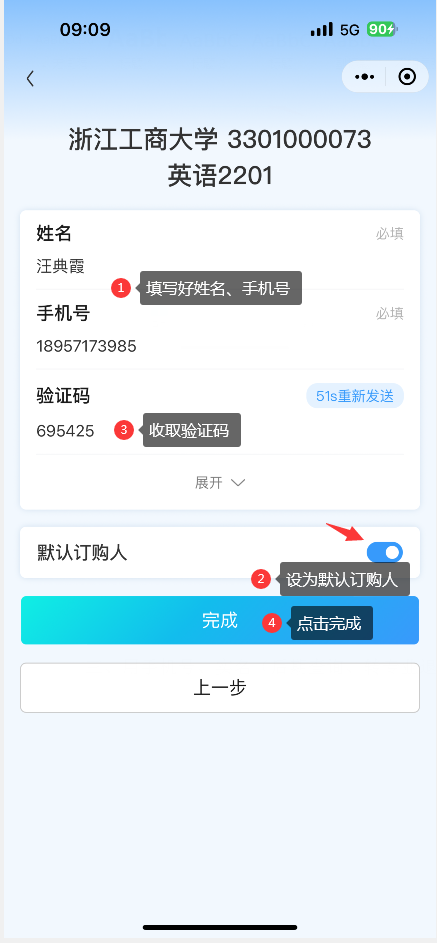 09:09
5G
90
浙江工商大学 3301000073
英语2201
姓名
必填
汪典霞
1
填写好姓名、手机号
手机号
必填
18957173985
验证码
51s重新发送
695425
3
收取验证码
展开
默认订购人
2
设为默认订购人
完成
4
点击完成
上一步